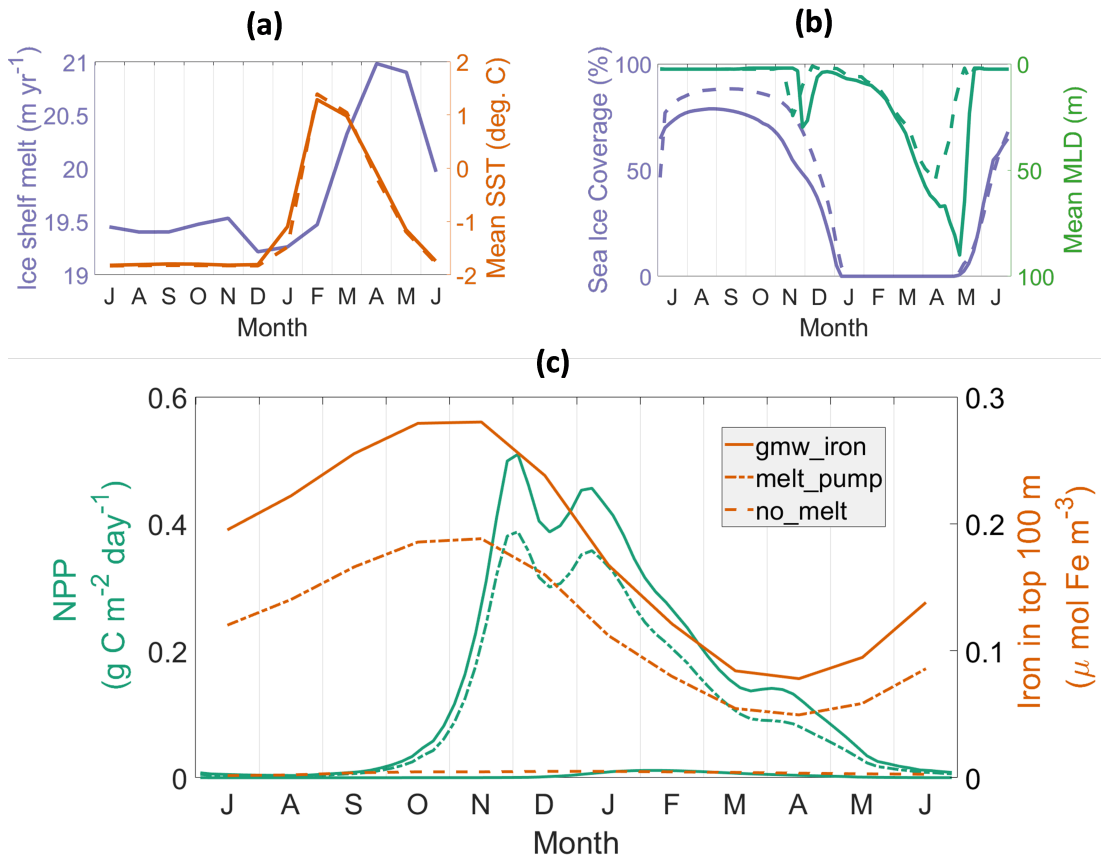 (a)
Ice shelf melt (m yr-1)
21
20.5
20
19.5
19
2
1
0
-1
-2
Mean SST (deg. C)
J A S O N D J F M A M J
Month
(b)
Sea Ice Coverage (%)
100
50
0
0
50
100
Mean MLD (m)
J A S O N D J F M A M J
Month
(c)
NPP
(g C m-2 day-1)
0.6
0.4
0.2
0
0.3
0.2
0.1
0
Iron in top 100 m
(μ mol Fe m-3)
gmw_iron
melt_pump
no_melt
J A S O N D J F M A M J
Month